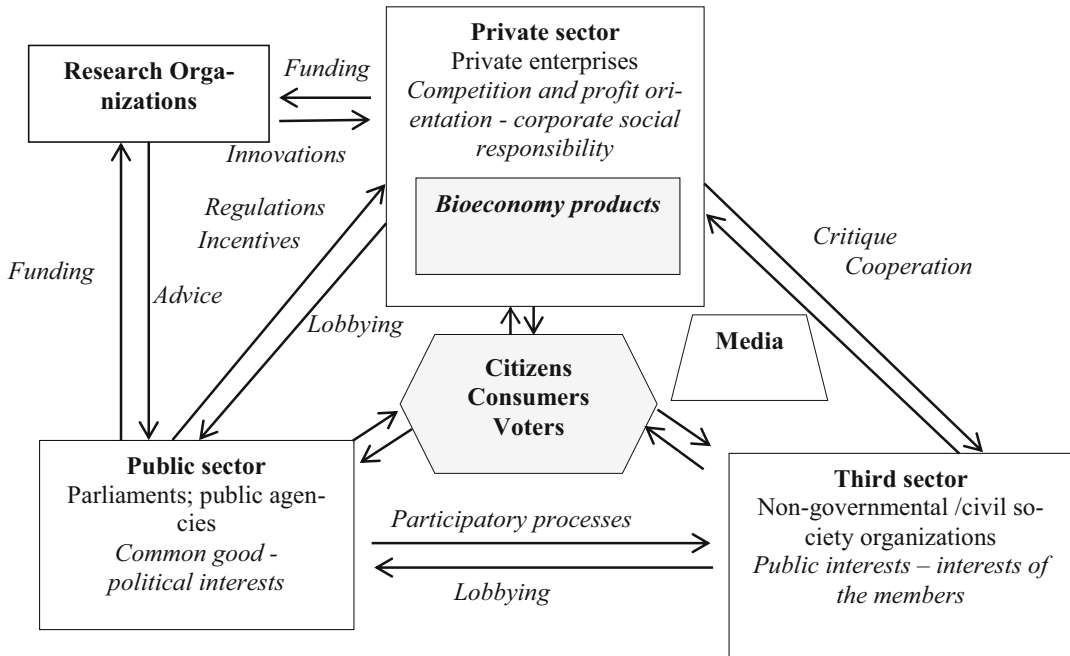 Private sector
Private enterprises
Competition and profit ori-
entation - corporate social
responsibility
Bioeconomy products
Research Orga-
nizations
Funding
Innovations
Regulations
Incentives
Funding
Advice
Lobbying
Critique
Cooperation
Media
Citizens
Consumers
Voters
Public sector
Parliaments; public agen-
cies
Common good -
political interests
Participatory processes
Lobbying
Third sector
Non-governmental /civil so-
ciety organizations
Public interests – interests of
the members